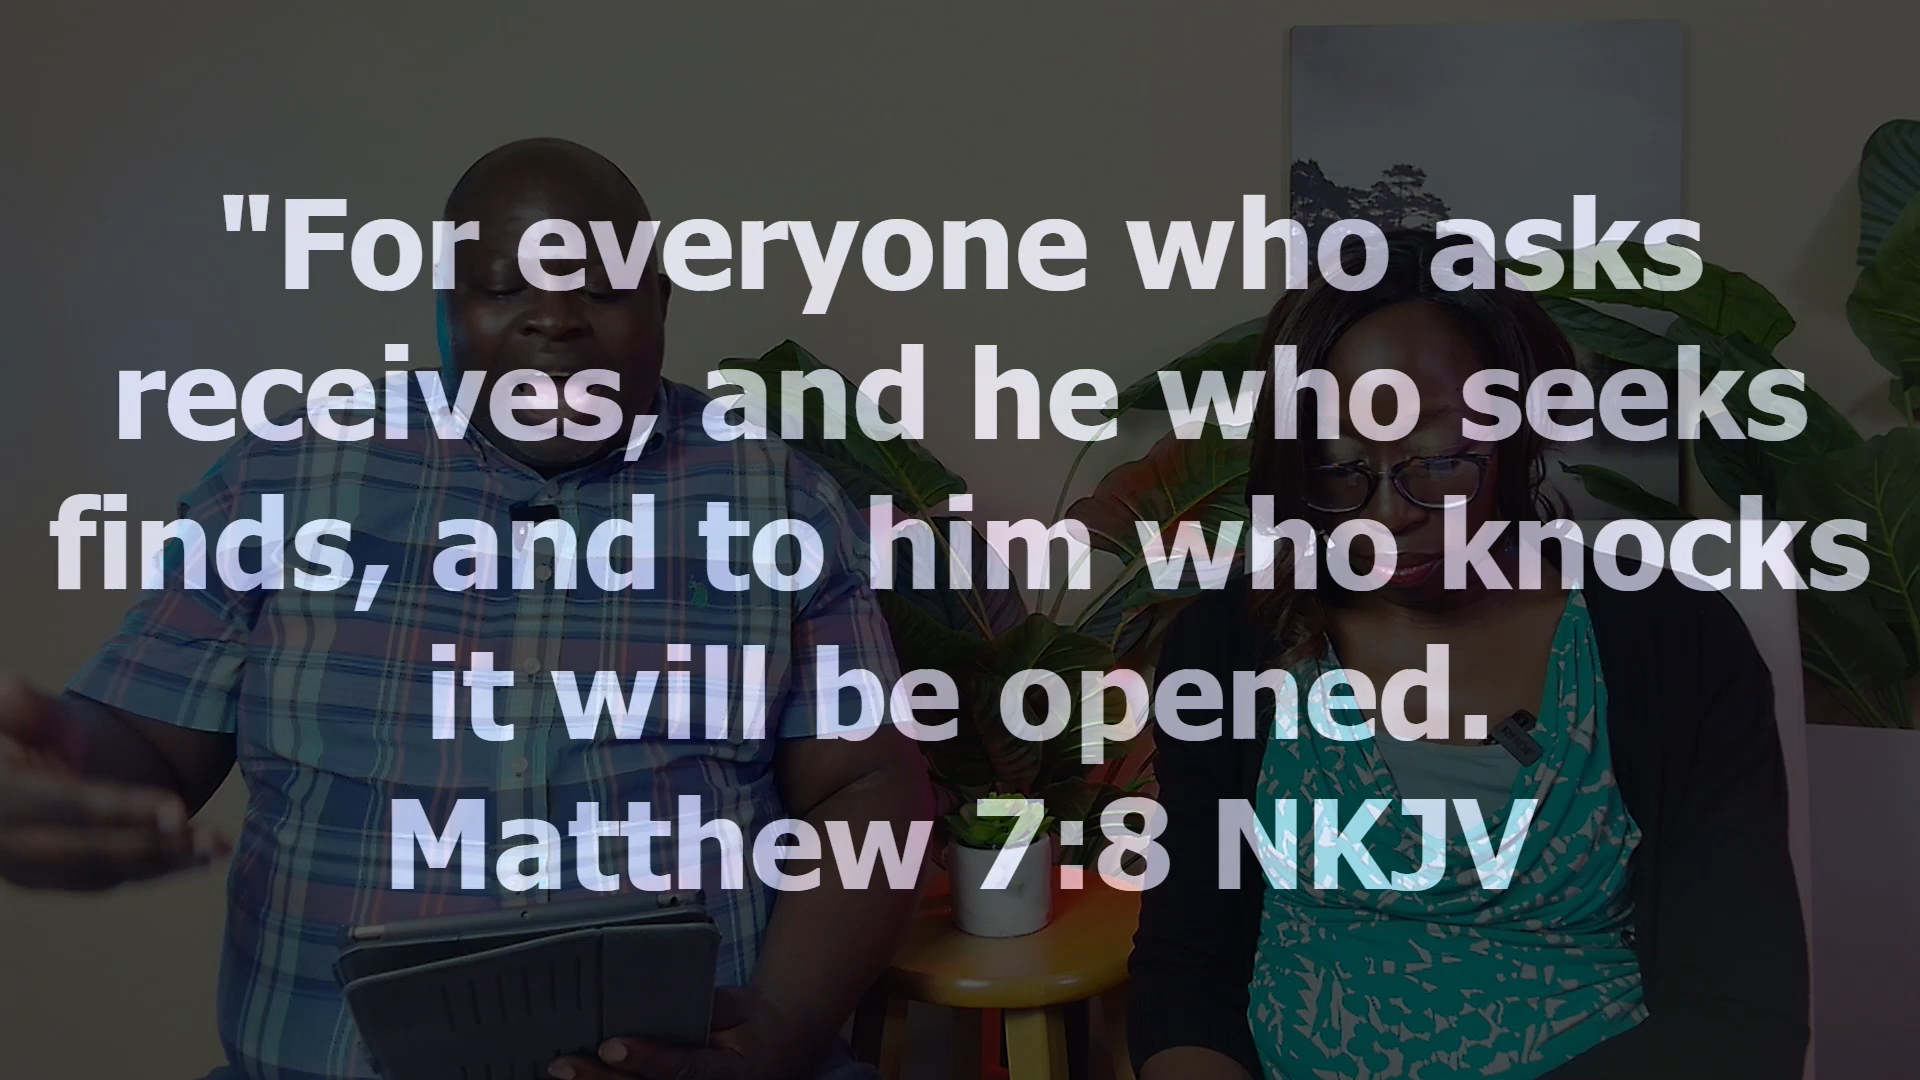 "For everyone who asks
receives, and he who seeks
finds, and to him who knocks
it will be opened.
Matthew 7:8 NKJV